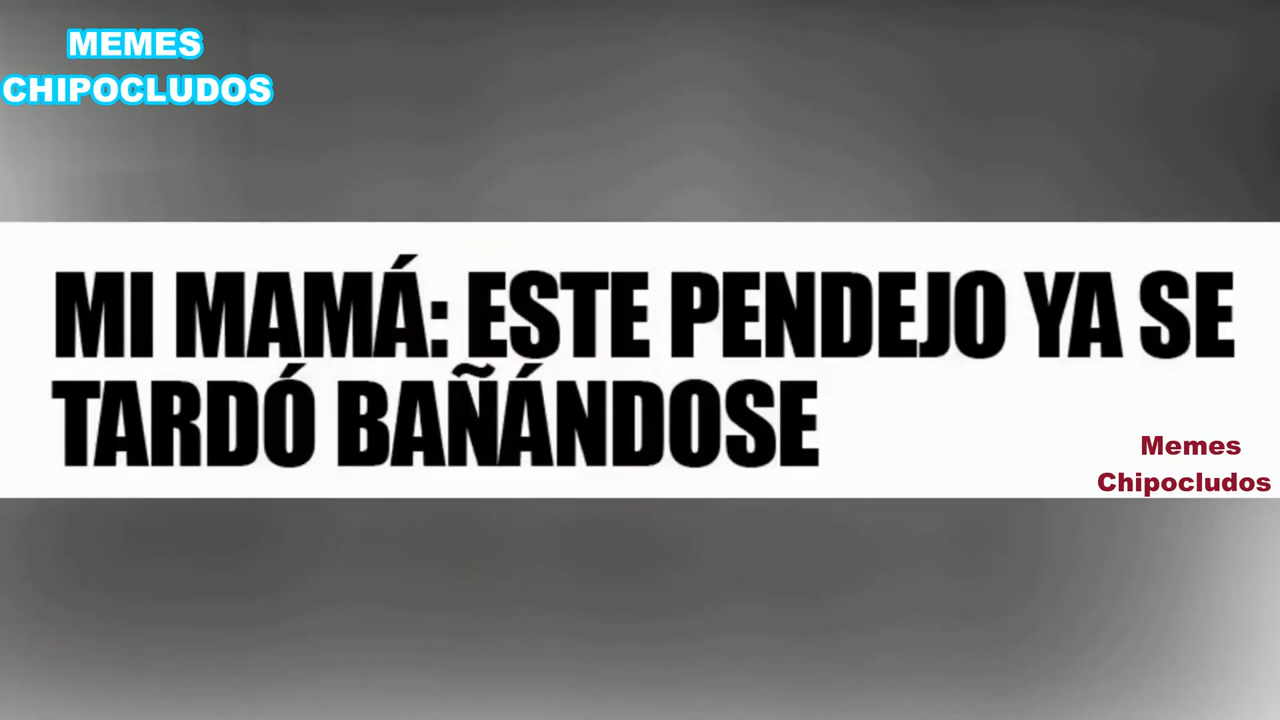 MEMES
CHIPOCLUDOS
MI MAMÁ: ESTE PENDEJO YA SE
TARDÓ BAÑÁNDOSE
Memes
Chipocludos